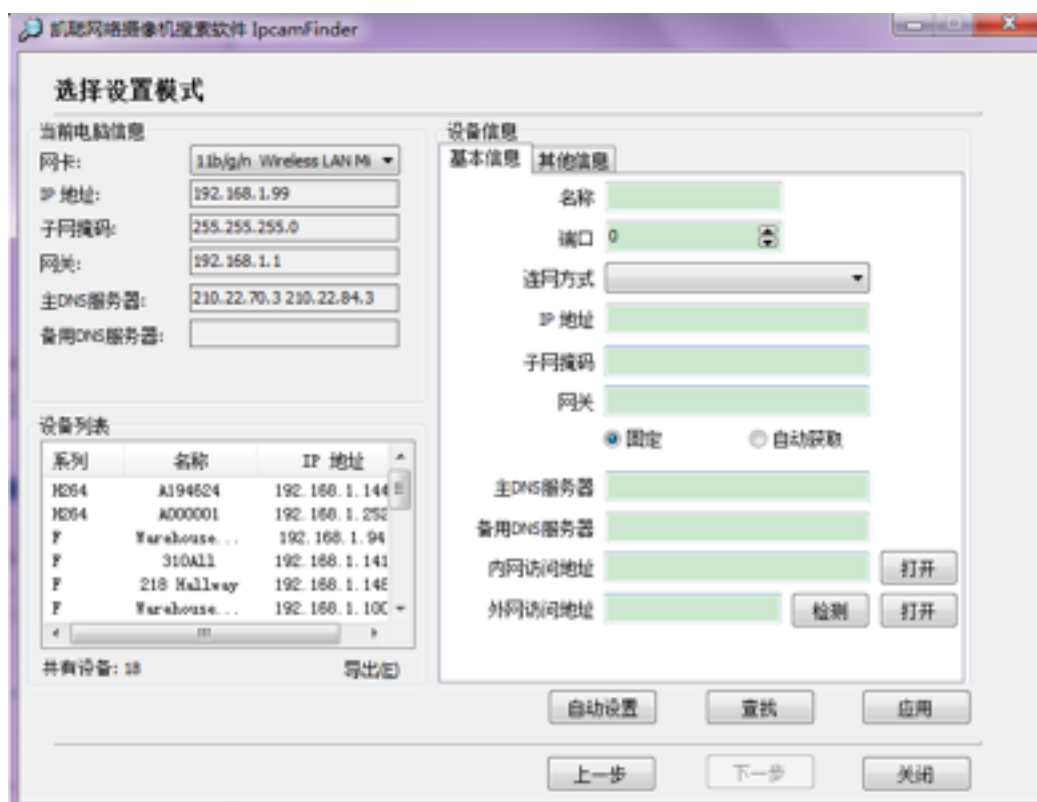 凯聪网络摄像机搜索软件 IpcamFinder
选择设置模式
当前电脑信息
网卡: 11b/g/n Wireless LAN Mi
IP 地址: 192.168.1.99
子网掩码: 255.255.255.0
网关: 192.168.1.1
主DNS服务器: 210.22.70.3 210.22.84.3
备用DNS服务器:
设备列表
系列 名称 IP 地址
H264 A194624 192.168.1.144
H264 A000001 192.168.1.252
F Warehouse... 192.168.1.94
F 310All 192.168.1.141
F 218 Hallway 192.168.1.148
F Warehouse... 192.168.1.100
共有设备: 18 导出(E)
设备信息
基本信息 其他信息
名称
端口 0
连网方式
IP 地址
子网掩码
网关
固定 自动获取
主DNS服务器
备用DNS服务器
内网访问地址 打开
外网访问地址 检测 打开
自动设置 查找 应用
上一步 下一步 关闭